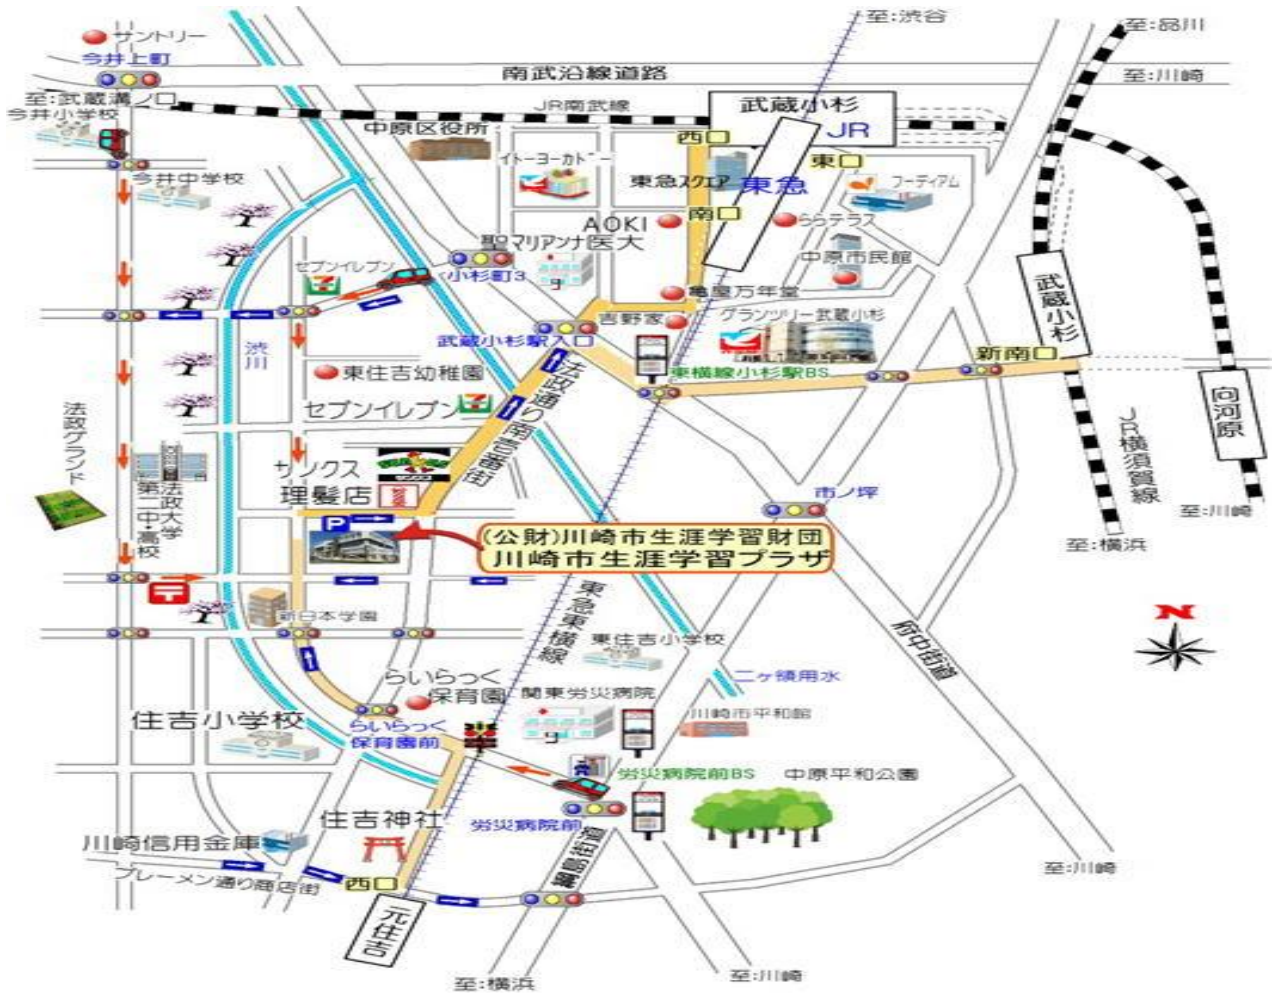 至:渋谷
至:品川
サントリー
今井上町
南武沿線道路
至:川崎
至:武蔵溝ノ口
JR南武線
武蔵小杉
JR
今井小学校
中原区役所
西口
イトーヨーカドー
東口
今井中学校
東急スクエア
東急
フーディアム
南口
AOKI
ららテラス
聖マリアンナ医大
中原市民館
セブンイレブン
小杉町3
亀屋万年堂
武蔵小杉
吉野家
グランツリー武蔵小杉
武蔵小杉駅入口
渋川
新南口
東住吉幼稚園
東横線小杉駅BS
法政通り南吉番街
セブンイレブン
法政グランド
向河原
JR横須賀線
サンクス
理髪店
法政大学
第二中・高校
市ノ坪
至:川崎
P
(公財)川崎市生涯学習財団
川崎市生涯学習プラザ
至:横浜
〒
東急東横線
新日本学園
N
東住吉小学校
府中街道
らいらっく
保育園
二ヶ領用水
関東労災病院
住吉小学校
川崎市平和館
らいらっく
保育園前
労災病院前BS
中原平和公園
住吉神社
労災病院前
川崎信用金庫
綱島街道
ブレーメン通り商店街
西口
至:川崎
元住吉
至:横浜
至:川崎